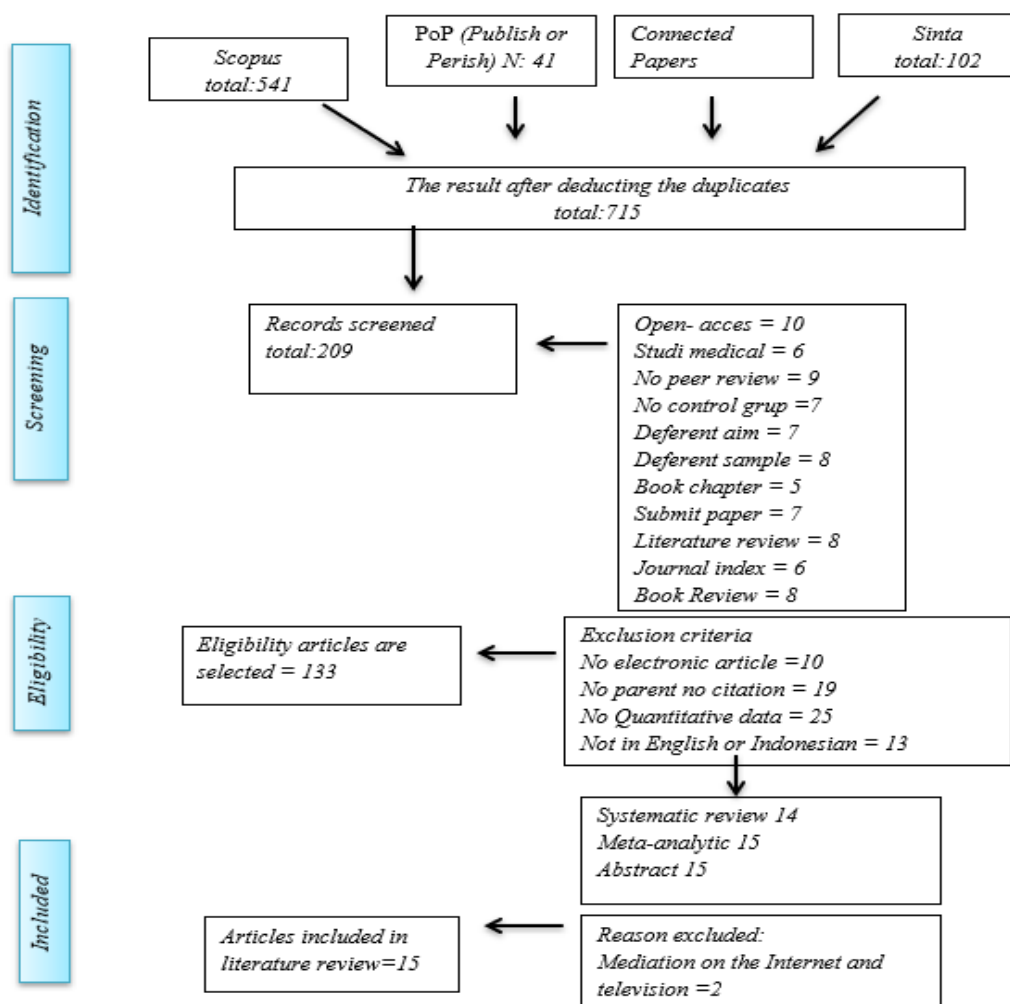 Identification
Scopus
total:541
PoP (Publish or
Perish) N: 41
Connected
Papers
Sinta
total:102
The result after deducting the duplicates
total:715
Screening
Records screened
total:209
Open- acces = 10
Studi medical = 6
No peer review = 9
No control grup =7
Deferent aim = 7
Deferent sample = 8
Book chapter = 5
Submit paper = 7
Literature review = 8
Journal index = 6
Book Review = 8
Eligibility
Eligibility articles are
selected = 133
Exclusion criteria
No electronic article =10
No parent no citation = 19
No Quantitative data = 25
Not in English or Indonesian = 13
Systematic review 14
Meta-analytic 15
Abstract 15
Included
Articles included in
literature review=15
Reason excluded:
Mediation on the Internet and
television =2